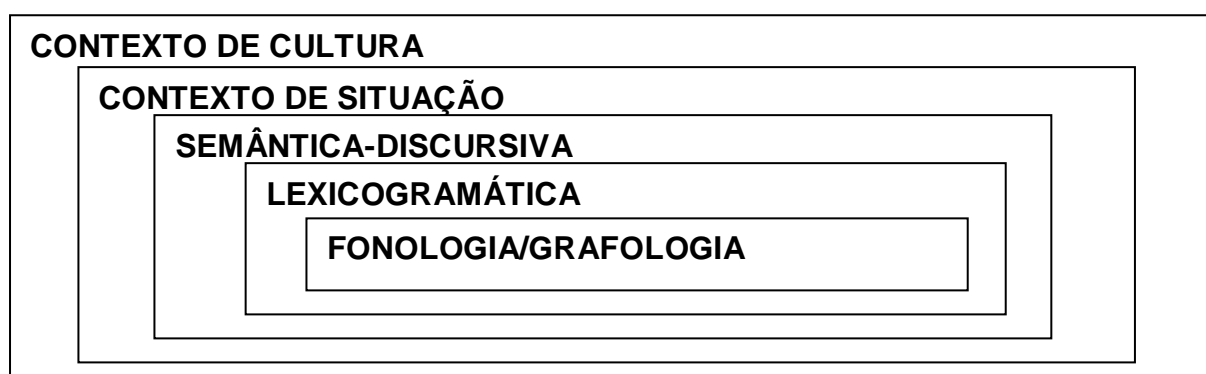 CONTEXTO DE CULTURA
CONTEXTO DE SITUAÇÃO
SEMÂNTICA-DISCURSIVA
LEXICOGRAMÁTICA
FONOLOGIA/GRAFOLOGIA